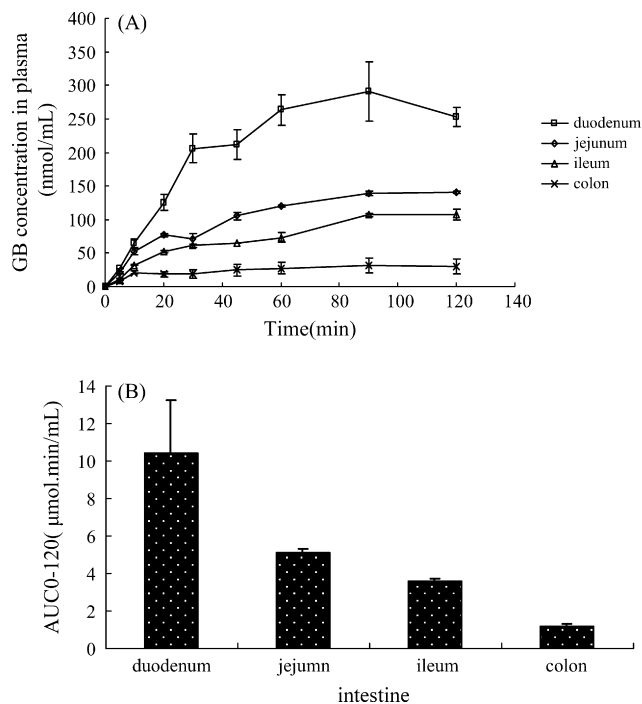 (A)
400
350
300
250
200
150
100
50
0
GB concentration in plasma
(nmol/mL)
0 20 40 60 80 100 120 140
Time(min)
duodenum
jejunum
ileum
colon
(B)
14
12
10
8
6
4
2
0
AUC0-120( μmol.min/mL)
duodenum jejumn ileum colon
intestine